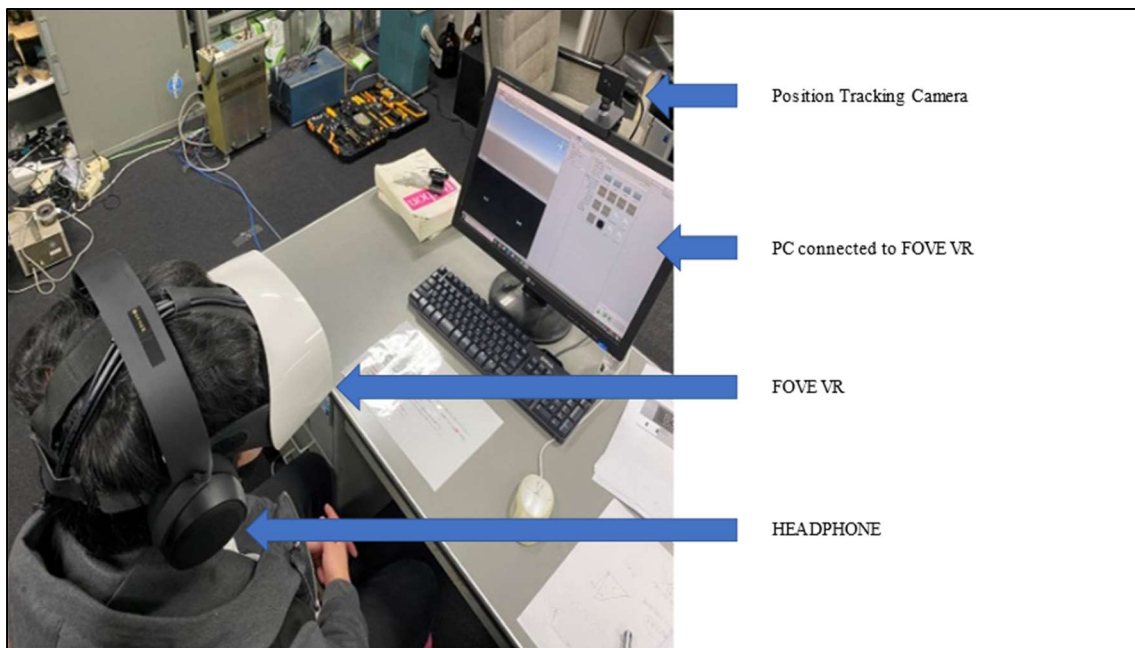 Position Tracking Camera
PC connected to FOVE VR
FOVE VR
HEADPHONE